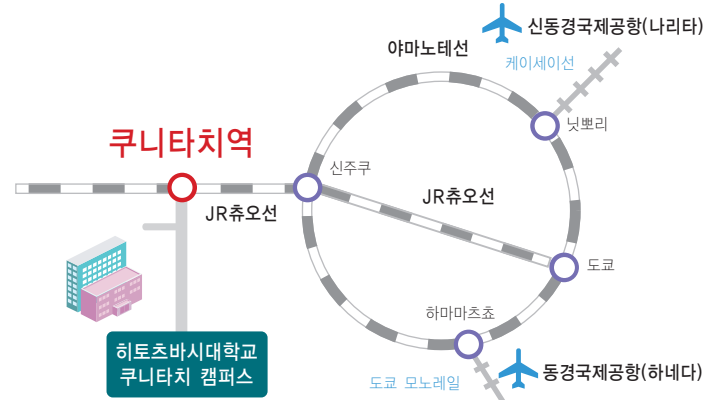 신동경국제공항(나리타)
야마노테선
케이세이선
닛뽀리
쿠니타치역
신주쿠
JR츄오선
JR츄오선
도쿄
하마마츠쵸
히토츠바시대학교
쿠니타치 캠퍼스
도쿄 모노레일
동경국제공항(하네다)